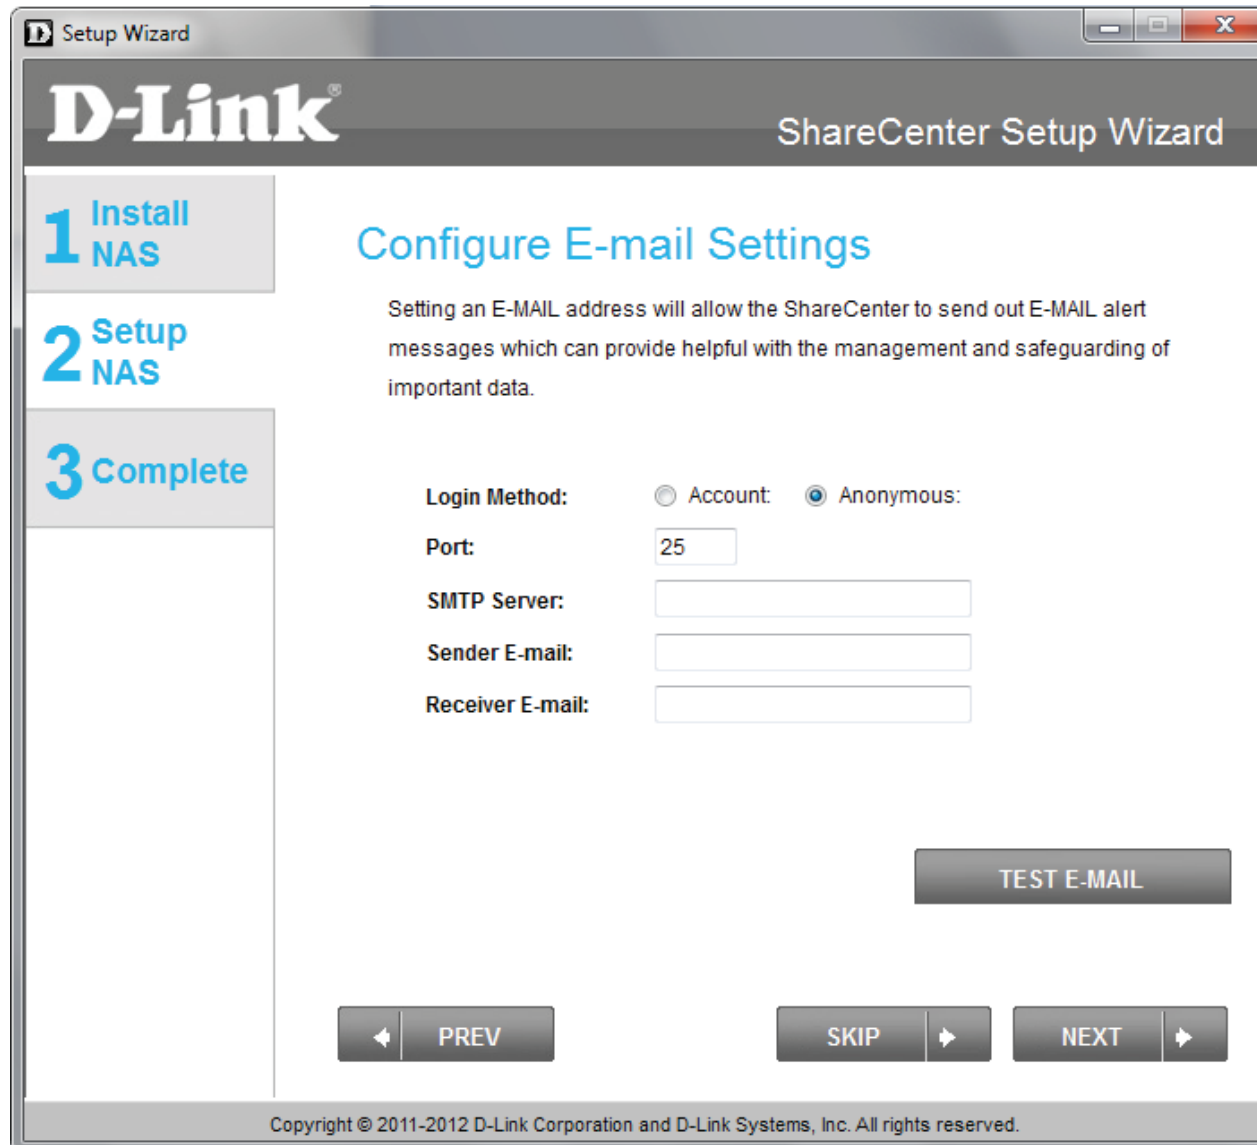 Setup Wizard
D-Link®
ShareCenter Setup Wizard
1 Install
NAS
2 Setup
NAS
3 Complete
Configure E-mail Settings
Setting an E-MAIL address will allow the ShareCenter to send out E-MAIL alert
messages which can provide helpful with the management and safeguarding of
important data.
Login Method: Account: Anonymous:
Port: 25
SMTP Server:
Sender E-mail:
Receiver E-mail:
TEST E-MAIL
PREV SKIP NEXT
Copyright © 2011-2012 D-Link Corporation and D-Link Systems, Inc. All rights reserved.